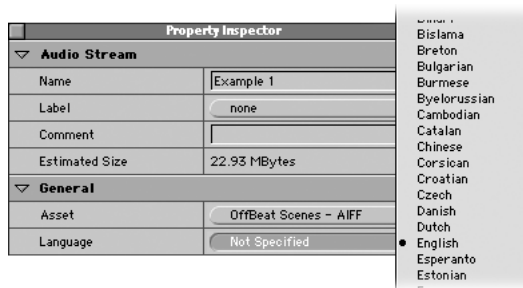 Property Inspector
Audio Stream
Name Example 1
Label none
Comment
Estimated Size 22.93 MBytes
General
Asset OffBeat Scenes - AIFF
Language Not Specified
Bislama
Breton
Bulgarian
Burmese
Byelorussian
Cambodian
Catalan
Chinese
Corsican
Croatian
Czech
Danish
Dutch
English
Esperanto
Estonian